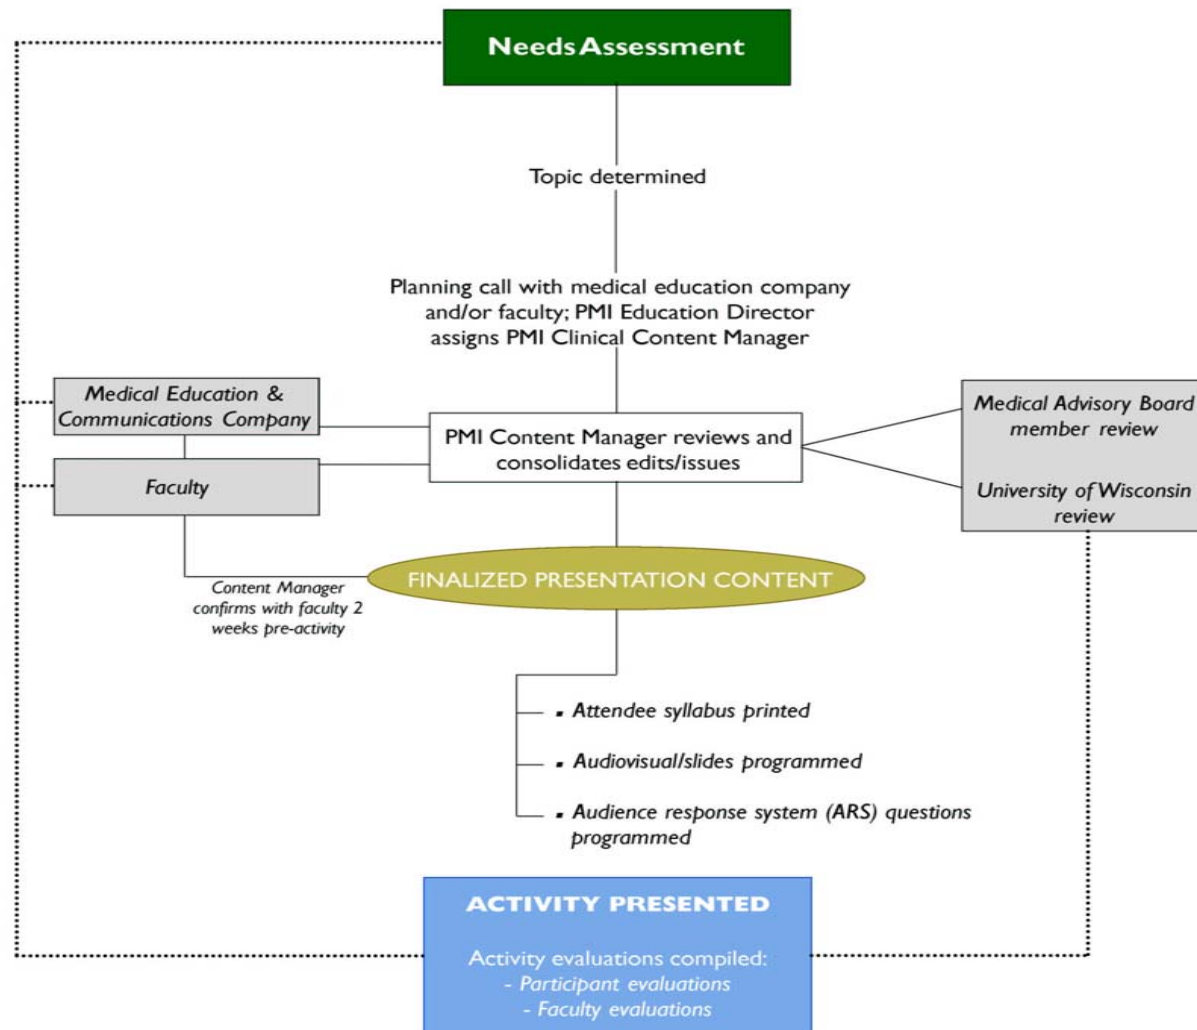 Needs Assessment
Topic determined
Planning call with medical education company
and/or faculty; PMI Education Director
assigns PMI Clinical Content Manager
Medical Education &
Communications Company
Faculty
PMI Content Manager reviews and
consolidates edits/issues
Medical Advisory Board
member review
University of Wisconsin
review
Content Manager
confirms with faculty 2
weeks pre-activity
FINALIZED PRESENTATION CONTENT
▪ Attendee syllabus printed
▪ Audiovisual/slides programmed
▪ Audience response system (ARS) questions
programmed
ACTIVITY PRESENTED
Activity evaluations compiled:
- Participant evaluations
- Faculty evaluations